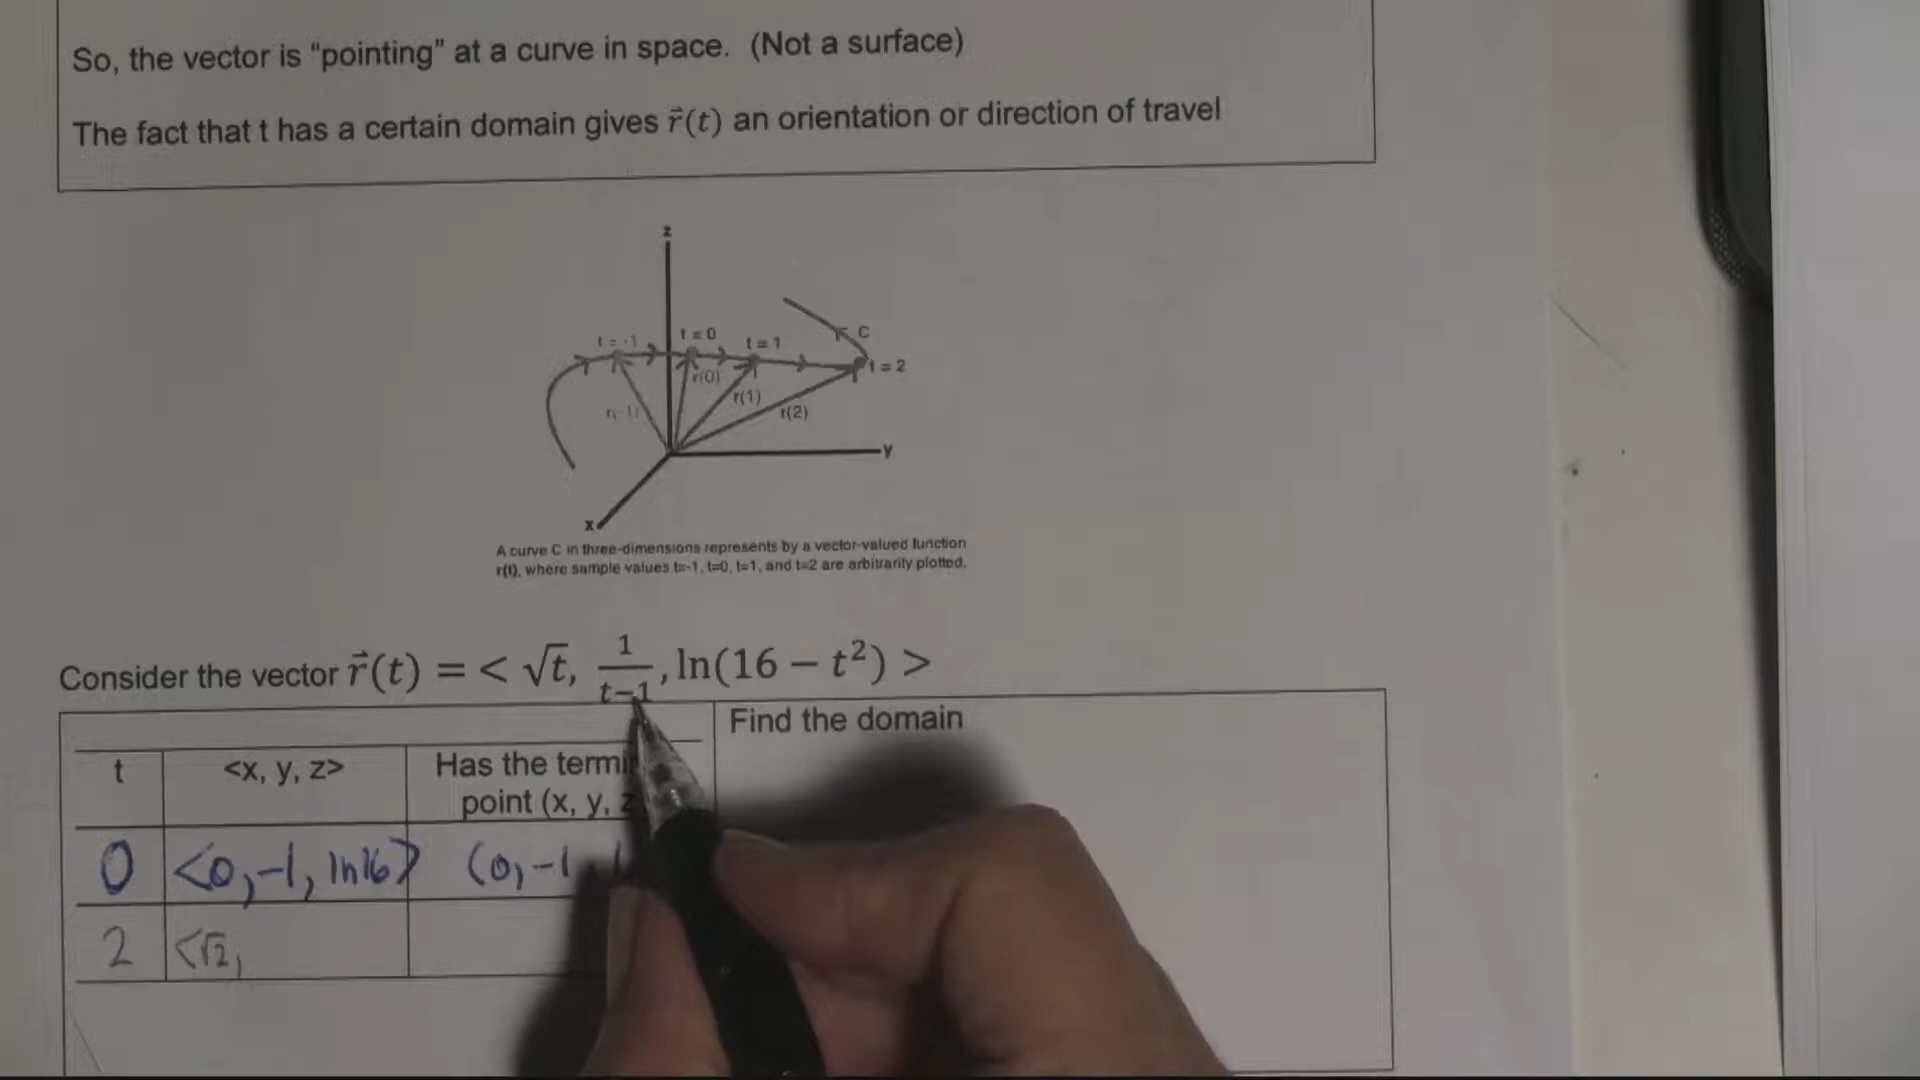 So, the vector is “pointing” at a curve in space. (Not a surface)
The fact that t has a certain domain gives r⃗(t) an orientation or direction of travel
z
t = -1
t = 0
t = 1
C
t = 2
r(-1)
r(0)
r(1)
r(2)
y
x
A curve C in three-dimensions represents by a vector-valued function
r(t), where sample values t=-1, t=0, t=1, and t=2 are arbitrarily plotted.
Consider the vector r⃗(t) = < √t, 1/(t−1), ln(16 − t²) >
Find the domain
t <x, y, z> Has the termi
point (x, y, z
0 <0, -1, ln16> (0, -1
2 <√2,